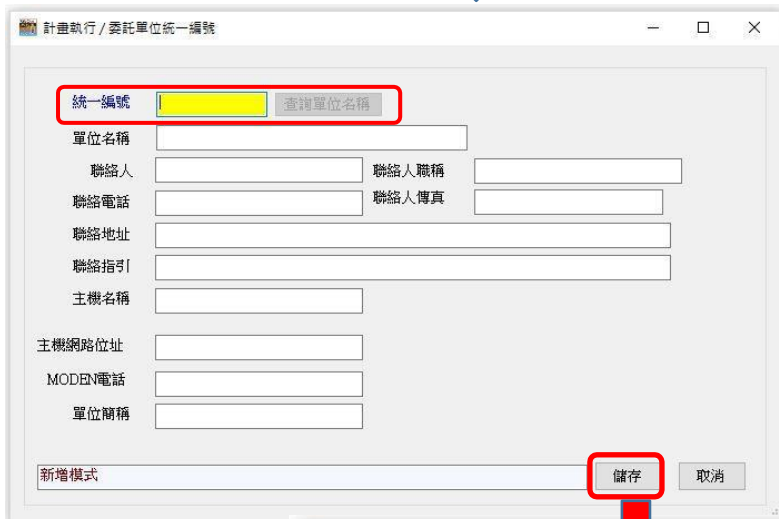 計畫執行/委託單位統一編號
統一編號 查詢單位名稱
單位名稱
聯絡人 聯絡人職稱
聯絡電話 聯絡人傳真
聯絡地址
聯絡指引
主機名稱
主機網路位址
MODEN電話
單位簡稱
新增模式 儲存 取消